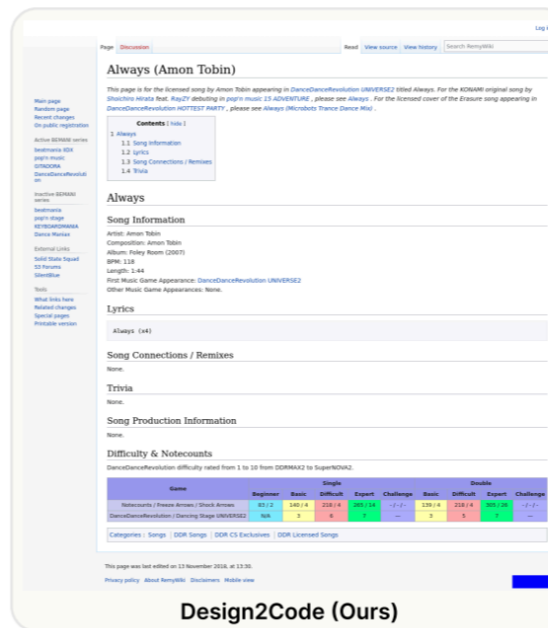 Log i
Page Discussion
Read View source View history Search RemyWiki
Always (Amon Tobin)
This page is for the licensed song by Amon Tobin appearing in DanceDanceRevolution UNIVERSE2 titled Always. For the KONAMI original song by
Shoichiro Hirata feat. RayZY debuting in pop'n music 15 ADVENTURE , please see Always . For the licensed cover of the Erasure song appearing in
DanceDanceRevolution HOTTEST PARTY , please see Always (Microbots Trance Dance Mix) .
Main page
Random page
Recent changes
On public registration
Active BEMANI series
beatmania IIDX
pop'n music
GITADORA
DanceDanceRevoluti
on
Inactive BEMANI
series
beatmania
pop'n stage
KEYBOARDMANIA
Dance Maniax
External Links
Solid State Squad
S3 Forums
SilentBlue
Tools
What links here
Related changes
Special pages
Printable version
Contents [ hide ]
1 Always
1.1 Song Information
1.2 Lyrics
1.3 Song Connections / Remixes
1.4 Trivia
Always
Song Information
Artist: Amon Tobin
Composition: Amon Tobin
Album: Foley Room (2007)
BPM: 118
Length: 1:44
First Music Game Appearance: DanceDanceRevolution UNIVERSE2
Other Music Game Appearances: None.
Lyrics
Always (x4)
Song Connections / Remixes
None.
Trivia
None.
Song Production Information
None.
Difficulty & Notecounts
DanceDanceRevolution difficulty rated from 1 to 10 from DDRMAX2 to SuperNOVA2.
Game Single Double
Beginner Basic Difficult Expert Challenge Basic Difficult Expert Challenge
Notecounts / Freeze Arrows / Shock Arrows 83 / 2 140 / 4 218 / 4 265 / 14 - / - / - 139 / 4 218 / 4 305 / 26 - / - / -
DanceDanceRevolution / Dancing Stage UNIVERSE2 N/A 3 6 7 — 3 5 7 —
Categories : Songs DDR Songs DDR CS Exclusives DDR Licensed Songs
This page was last edited on 13 November 2016, at 13:30.
Privacy policy About RemyWiki Disclaimers Mobile view
Design2Code (Ours)